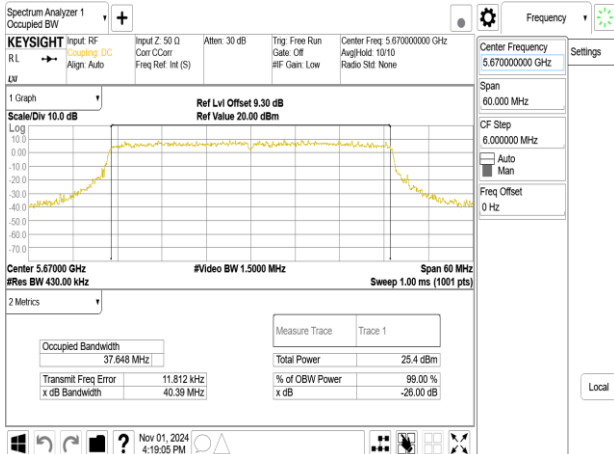 Spectrum Analyzer 1
Occupied BW
Frequency
KEYSIGHT
RL
Input: RF
Coupling: DC
Align: Auto
Input Z: 50 Ω
Corr CCorr
Freq Ref: Int (S)
Atten: 30 dB
Trig: Free Run
Gate: Off
#IF Gain: Low
Center Freq: 5.670000000 GHz
Avg|Hold: 10/10
Radio Std: None
Center Frequency
5.670000000 GHz
Settings
Span
60.000 MHz
CF Step
6.000000 MHz
Auto
Man
Freq Offset
0 Hz
Local
1 Graph
Scale/Div 10.0 dB
Ref Lvl Offset 9.30 dB
Ref Value 20.00 dBm
Log
10.0
0.00
-10.0
-20.0
-30.0
-40.0
-50.0
-60.0
-70.0
Center 5.67000 GHz
#Video BW 1.5000 MHz
Span 60 MHz
#Res BW 430.00 kHz
Sweep 1.00 ms (1001 pts)
2 Metrics
Measure Trace
Trace 1
Occupied Bandwidth
37.648 MHz
Total Power
25.4 dBm
Transmit Freq Error
11.812 kHz
% of OBW Power
99.00 %
x dB Bandwidth
40.39 MHz
x dB
-26.00 dB
?
Nov 01, 2024
4:19:05 PM